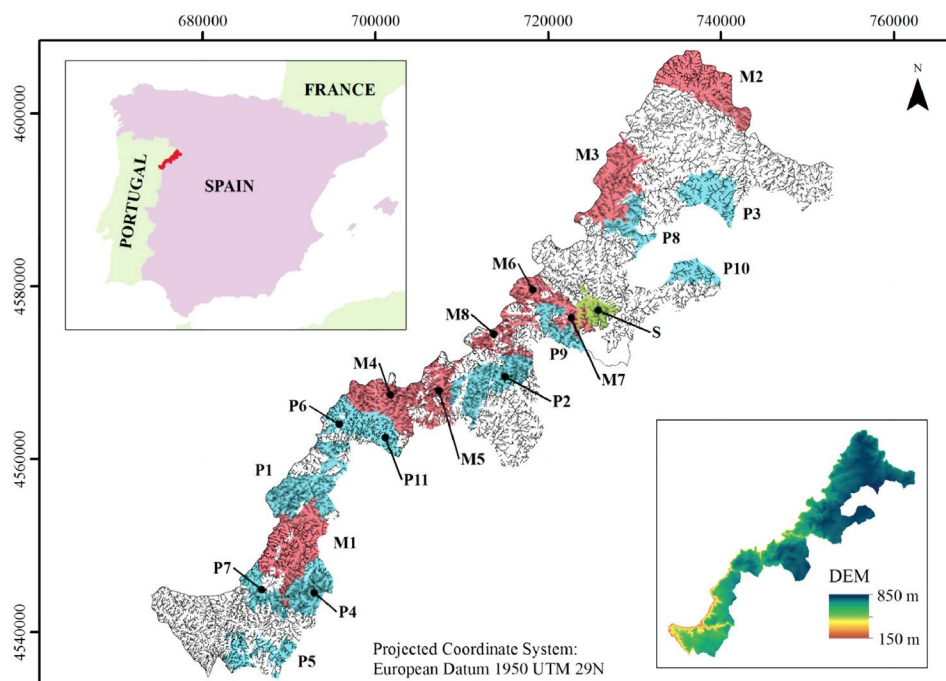 680000
700000
720000
740000
760000
4600000
4580000
4560000
4540000
N
FRANCE
PORTUGAL
SPAIN
M2
M3
P3
P8
P10
M6
M8
S
P9
M7
M4
P2
P6
M5
P11
P1
M1
P7
P4
P5
DEM
850 m
150 m
Projected Coordinate System:
European Datum 1950 UTM 29N